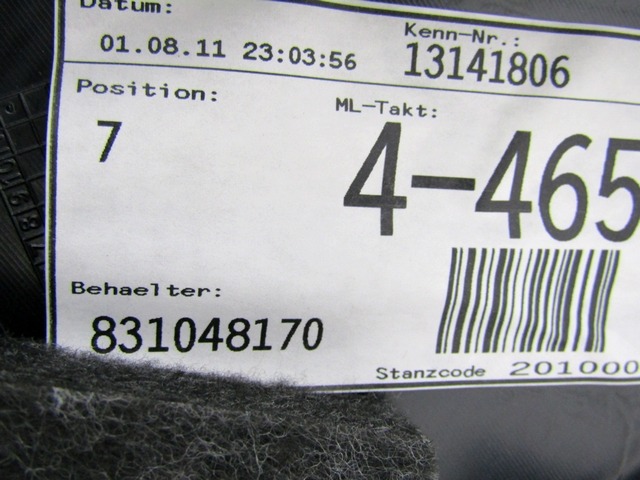 Datum:
Kenn-Nr.:
01.08.11 23:03:56
13141806
Position:
ML-Takt:
7
4-465
Behaelter:
831048170
Stanzcode 201000